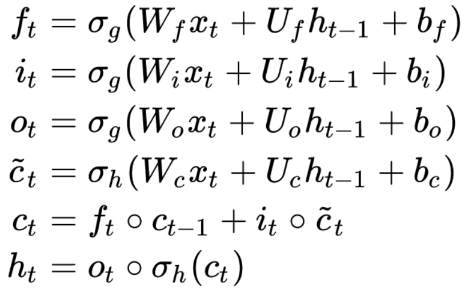 f_t = σ_g(W_f x_t + U_f h_{t−1} + b_f)
i_t = σ_g(W_i x_t + U_i h_{t−1} + b_i)
o_t = σ_g(W_o x_t + U_o h_{t−1} + b_o)
c̃_t = σ_h(W_c x_t + U_c h_{t−1} + b_c)
c_t = f_t ∘ c_{t−1} + i_t ∘ c̃_t
h_t = o_t ∘ σ_h(c_t)